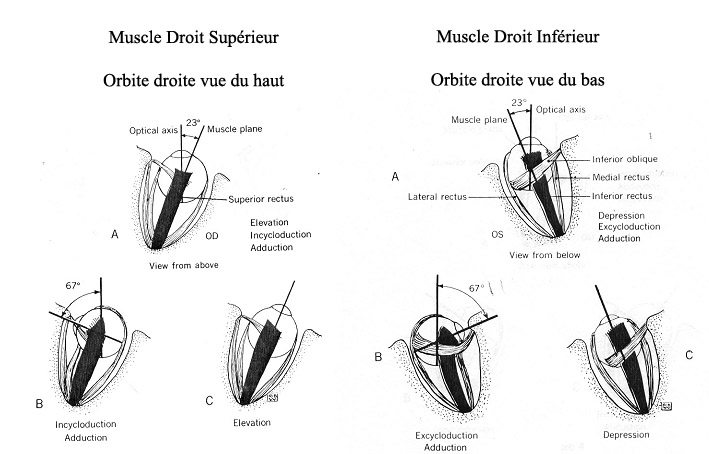 Muscle Droit Supérieur
Orbite droite vue du haut
23°
Optical axis
Muscle plane
Superior rectus
Elevation
Incycloduction
Adduction
A
OD
View from above
67°
B
Incycloduction
Adduction
C
Elevation
Muscle Droit Inférieur
Orbite droite vue du bas
23°
Optical axis
Muscle plane
Inferior oblique
A
Medial rectus
Lateral rectus
Inferior rectus
Depression
Excycloduction
Adduction
OS
View from below
67°
B
Excycloduction
Adduction
C
Depression